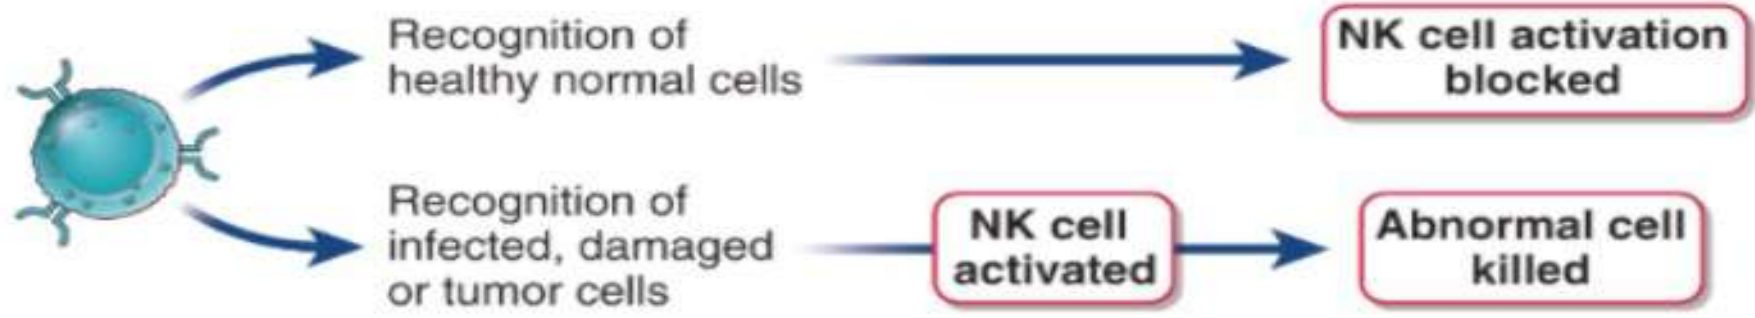 Recognition of
healthy normal cells
NK cell activation
blocked
Recognition of
infected, damaged
or tumor cells
NK cell
activated
Abnormal cell
killed